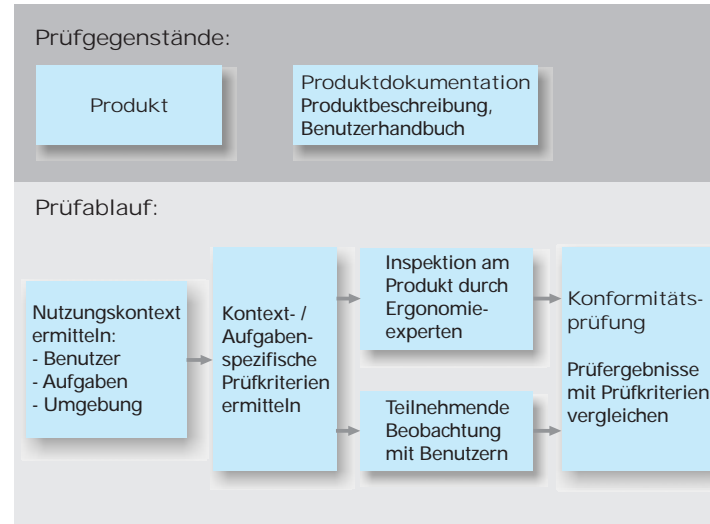 Prüfgegenstände:
Produkt
Produktdokumentation
Produktbeschreibung,
Benutzerhandbuch
Prüfablauf:
Nutzungskontext
ermitteln:
- Benutzer
- Aufgaben
- Umgebung
Kontext- /
Aufgaben-
spezifische
Prüfkriterien
ermitteln
Inspektion am
Produkt durch
Ergonomie-
experten
Teilnehmende
Beobachtung
mit Benutzern
Konformitäts-
prüfung
Prüfergebnisse
mit Prüfkriterien
vergleichen